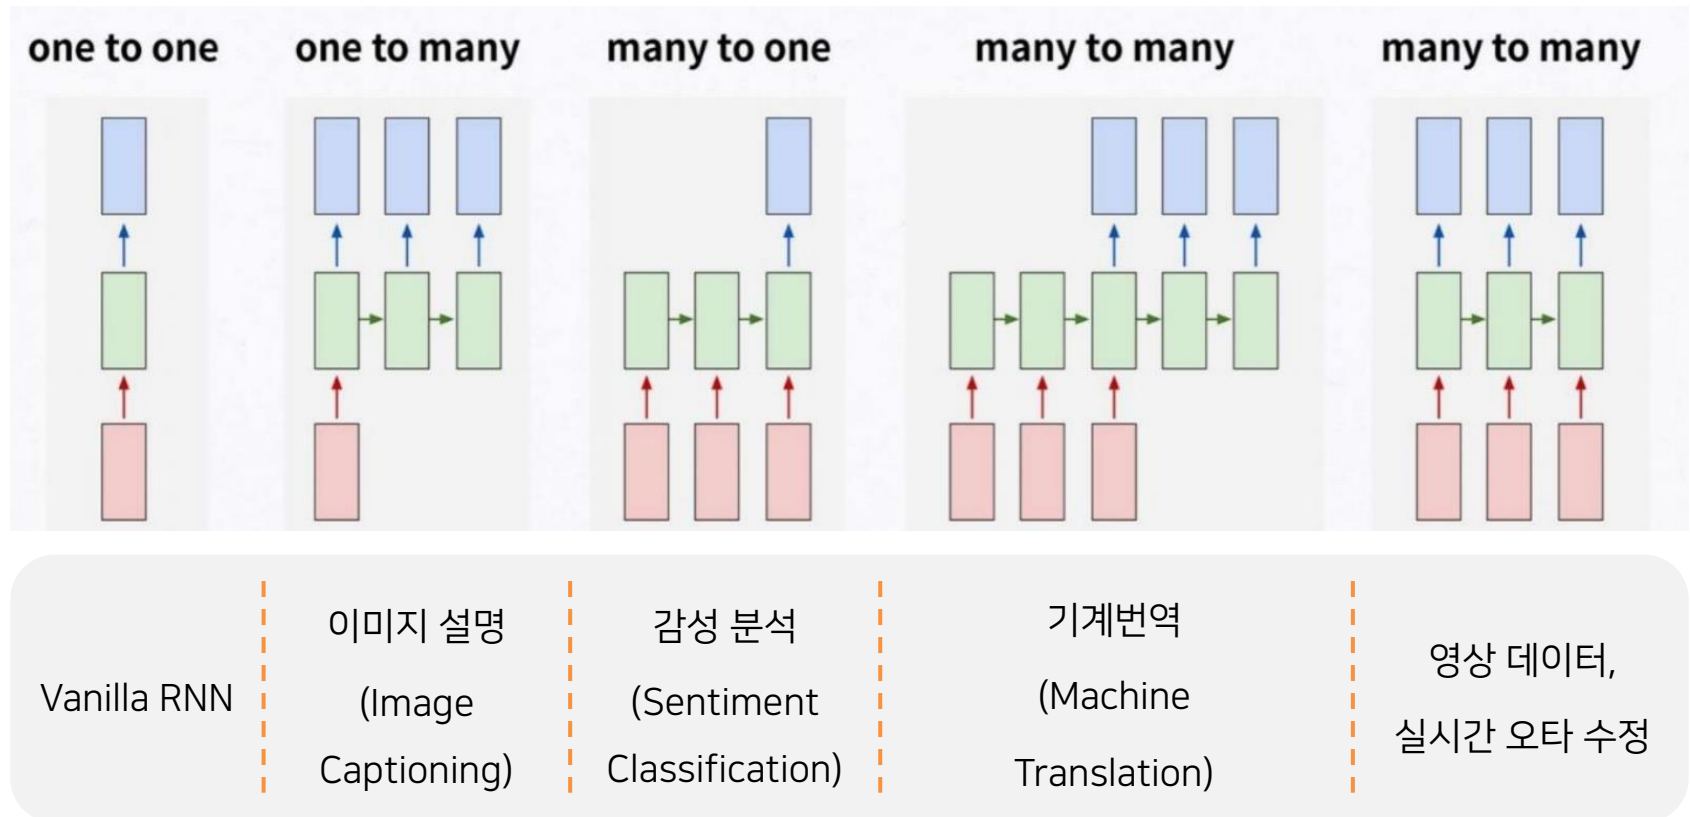 one to one
one to many
many to one
many to many
many to many
Vanilla RNN
이미지 설명
(Image
Captioning)
감성 분석
(Sentiment
Classification)
기계번역
(Machine
Translation)
영상 데이터,
실시간 오타 수정